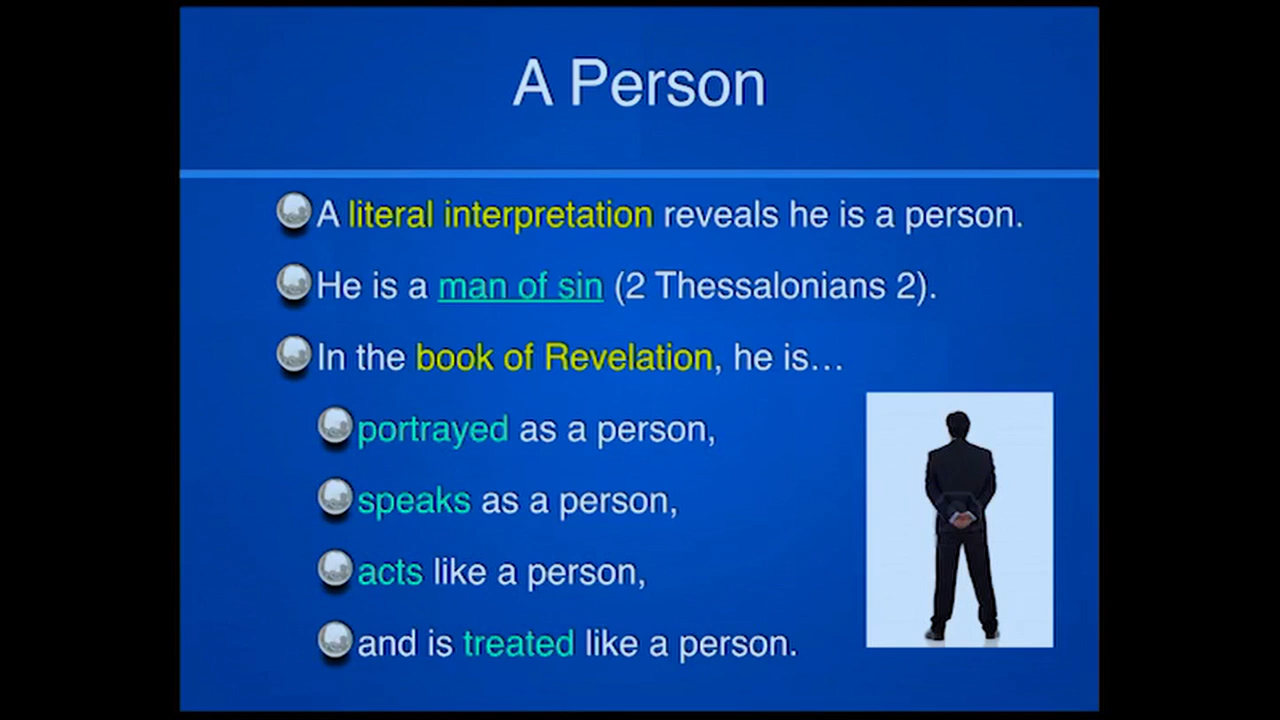 A Person
A literal interpretation reveals he is a person.
He is a man of sin (2 Thessalonians 2).
In the book of Revelation, he is…
portrayed as a person,
speaks as a person,
acts like a person,
and is treated like a person.